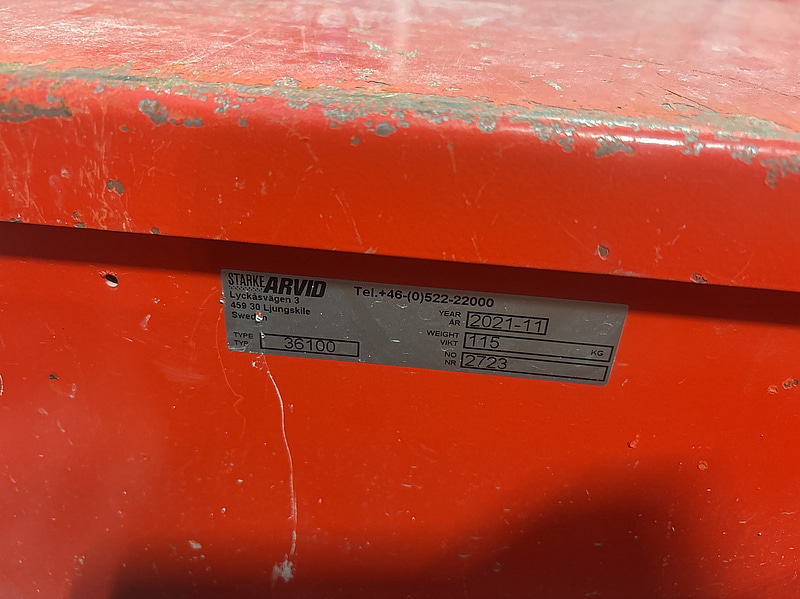 STARKE ARVID
Lyckåsvägen 3
459 30 Ljungskile
Sweden
TYPE
TYP
36100
Tel.+46-(0)522-22000
YEAR
ÅR
2021-11
WEIGHT
VIKT
115
KG
NO
NR
2723